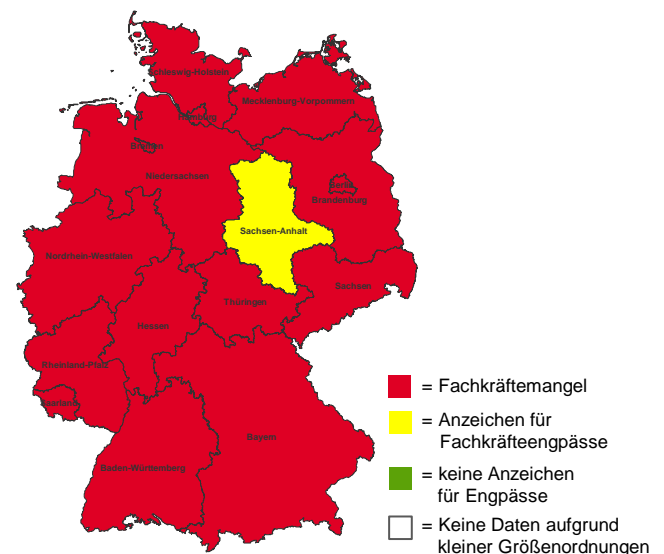 Schleswig-Holstein
Mecklenburg-Vorpommern
Hamburg
Bremen
Niedersachsen
Berlin
Brandenburg
Sachsen-Anhalt
Nordrhein-Westfalen
Thüringen
Sachsen
Hessen
Rheinland-Pfalz
Saarland
Bayern
Baden-Württemberg
= Fachkräftemangel
= Anzeichen für
Fachkräfteengpässe
= keine Anzeichen
für Engpässe
= Keine Daten aufgrund
kleiner Größenordnungen